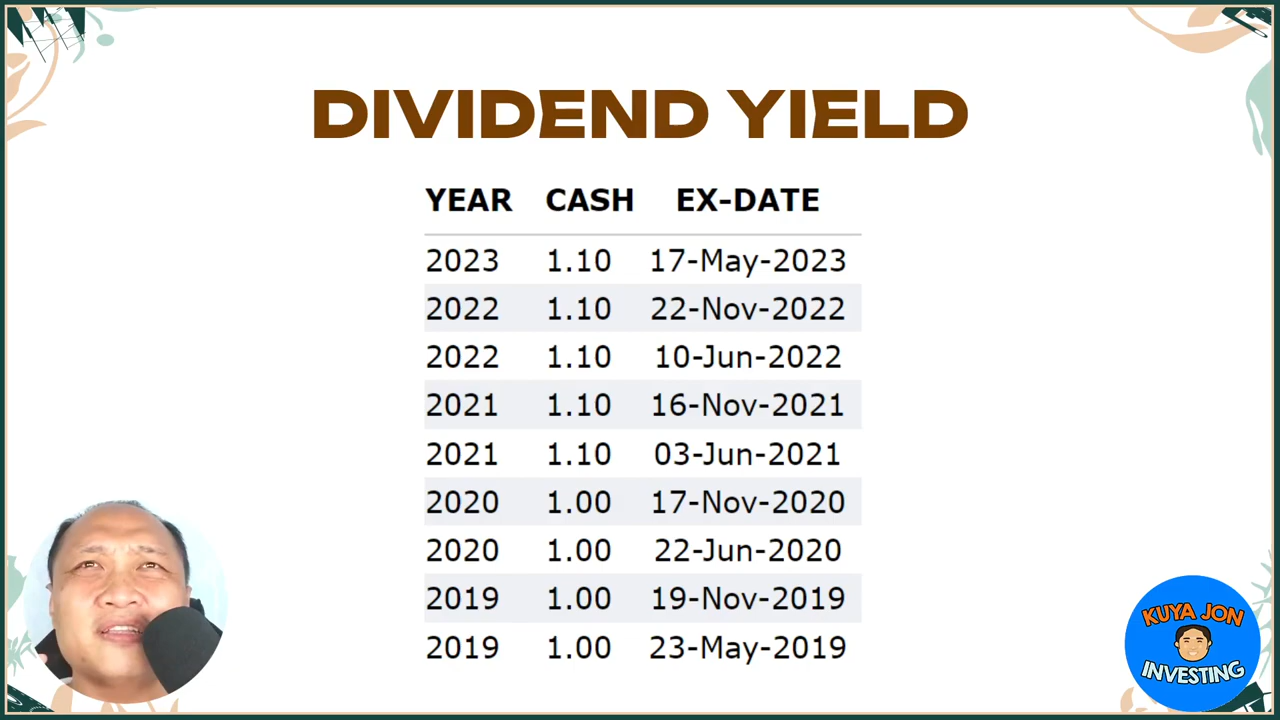 DIVIDEND YIELD
YEAR CASH EX-DATE
2023 1.10 17-May-2023
2022 1.10 22-Nov-2022
2022 1.10 10-Jun-2022
2021 1.10 16-Nov-2021
2021 1.10 03-Jun-2021
2020 1.00 17-Nov-2020
2020 1.00 22-Jun-2020
2019 1.00 19-Nov-2019
2019 1.00 23-May-2019
KUYA JON
INVESTING